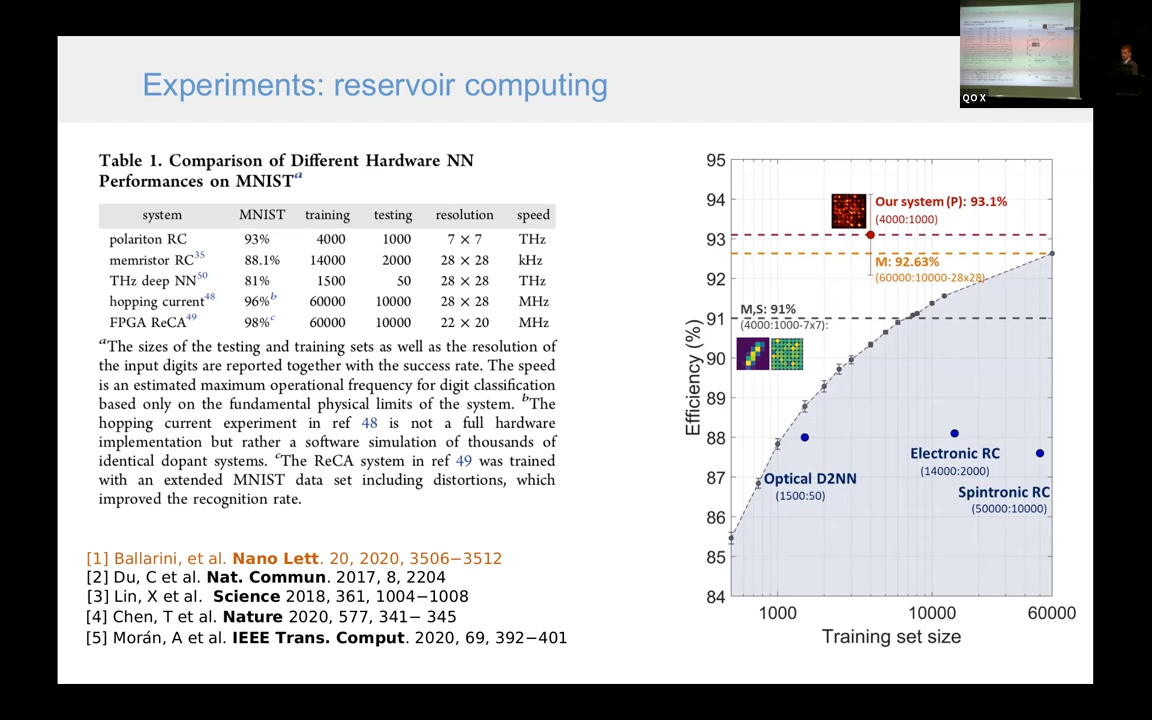 Experiments: reservoir computing
QO X
Table 1. Comparison of Different Hardware NN
Performances on MNISTa
system MNIST training testing resolution speed
polariton RC 93% 4000 1000 7 × 7 THz
memristor RC35 88.1% 14000 2000 28 × 28 kHz
THz deep NN50 81% 1500 50 28 × 28 THz
hopping current48 96%b 60000 10000 28 × 28 MHz
FPGA ReCA49 98%c 60000 10000 22 × 20 MHz
aThe sizes of the testing and training sets as well as the resolution of
the input digits are reported together with the success rate. The speed
is an estimated maximum operational frequency for digit classification
based only on the fundamental physical limits of the system. bThe
hopping current experiment in ref 48 is not a full hardware
implementation but rather a software simulation of thousands of
identical dopant systems. cThe ReCA system in ref 49 was trained
with an extended MNIST data set including distortions, which
improved the recognition rate.
[1] Ballarini, et al. Nano Lett. 20, 2020, 3506−3512
[2] Du, C et al. Nat. Commun. 2017, 8, 2204
[3] Lin, X et al. Science 2018, 361, 1004−1008
[4] Chen, T et al. Nature 2020, 577, 341− 345
[5] Morán, A et al. IEEE Trans. Comput. 2020, 69, 392−401
Efficiency (%)
95
94
93
92
91
90
89
88
87
86
85
84
Our system (P): 93.1%
(4000:1000)
M: 92.63%
(60000:10000-28x28)
M,S: 91%
(4000:1000-7x7):
Optical D2NN
(1500:50)
Electronic RC
(14000:2000)
Spintronic RC
(50000:10000)
1000 10000 60000
Training set size